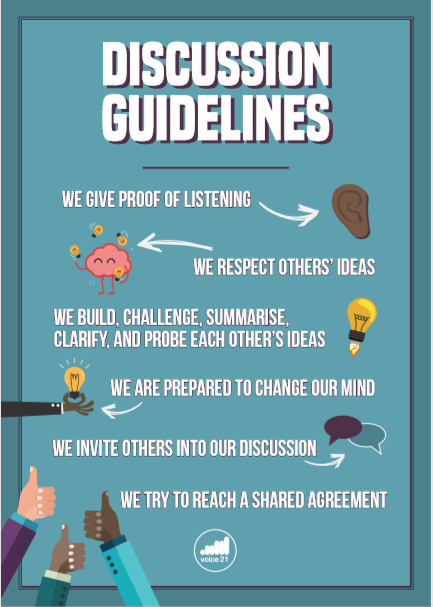 DISCUSSION
GUIDELINES
WE GIVE PROOF OF LISTENING
WE RESPECT OTHERS' IDEAS
WE BUILD, CHALLENGE, SUMMARISE,
CLARIFY, AND PROBE EACH OTHER'S IDEAS
WE ARE PREPARED TO CHANGE OUR MIND
WE INVITE OTHERS INTO OUR DISCUSSION
WE TRY TO REACH A SHARED AGREEMENT
voice 21